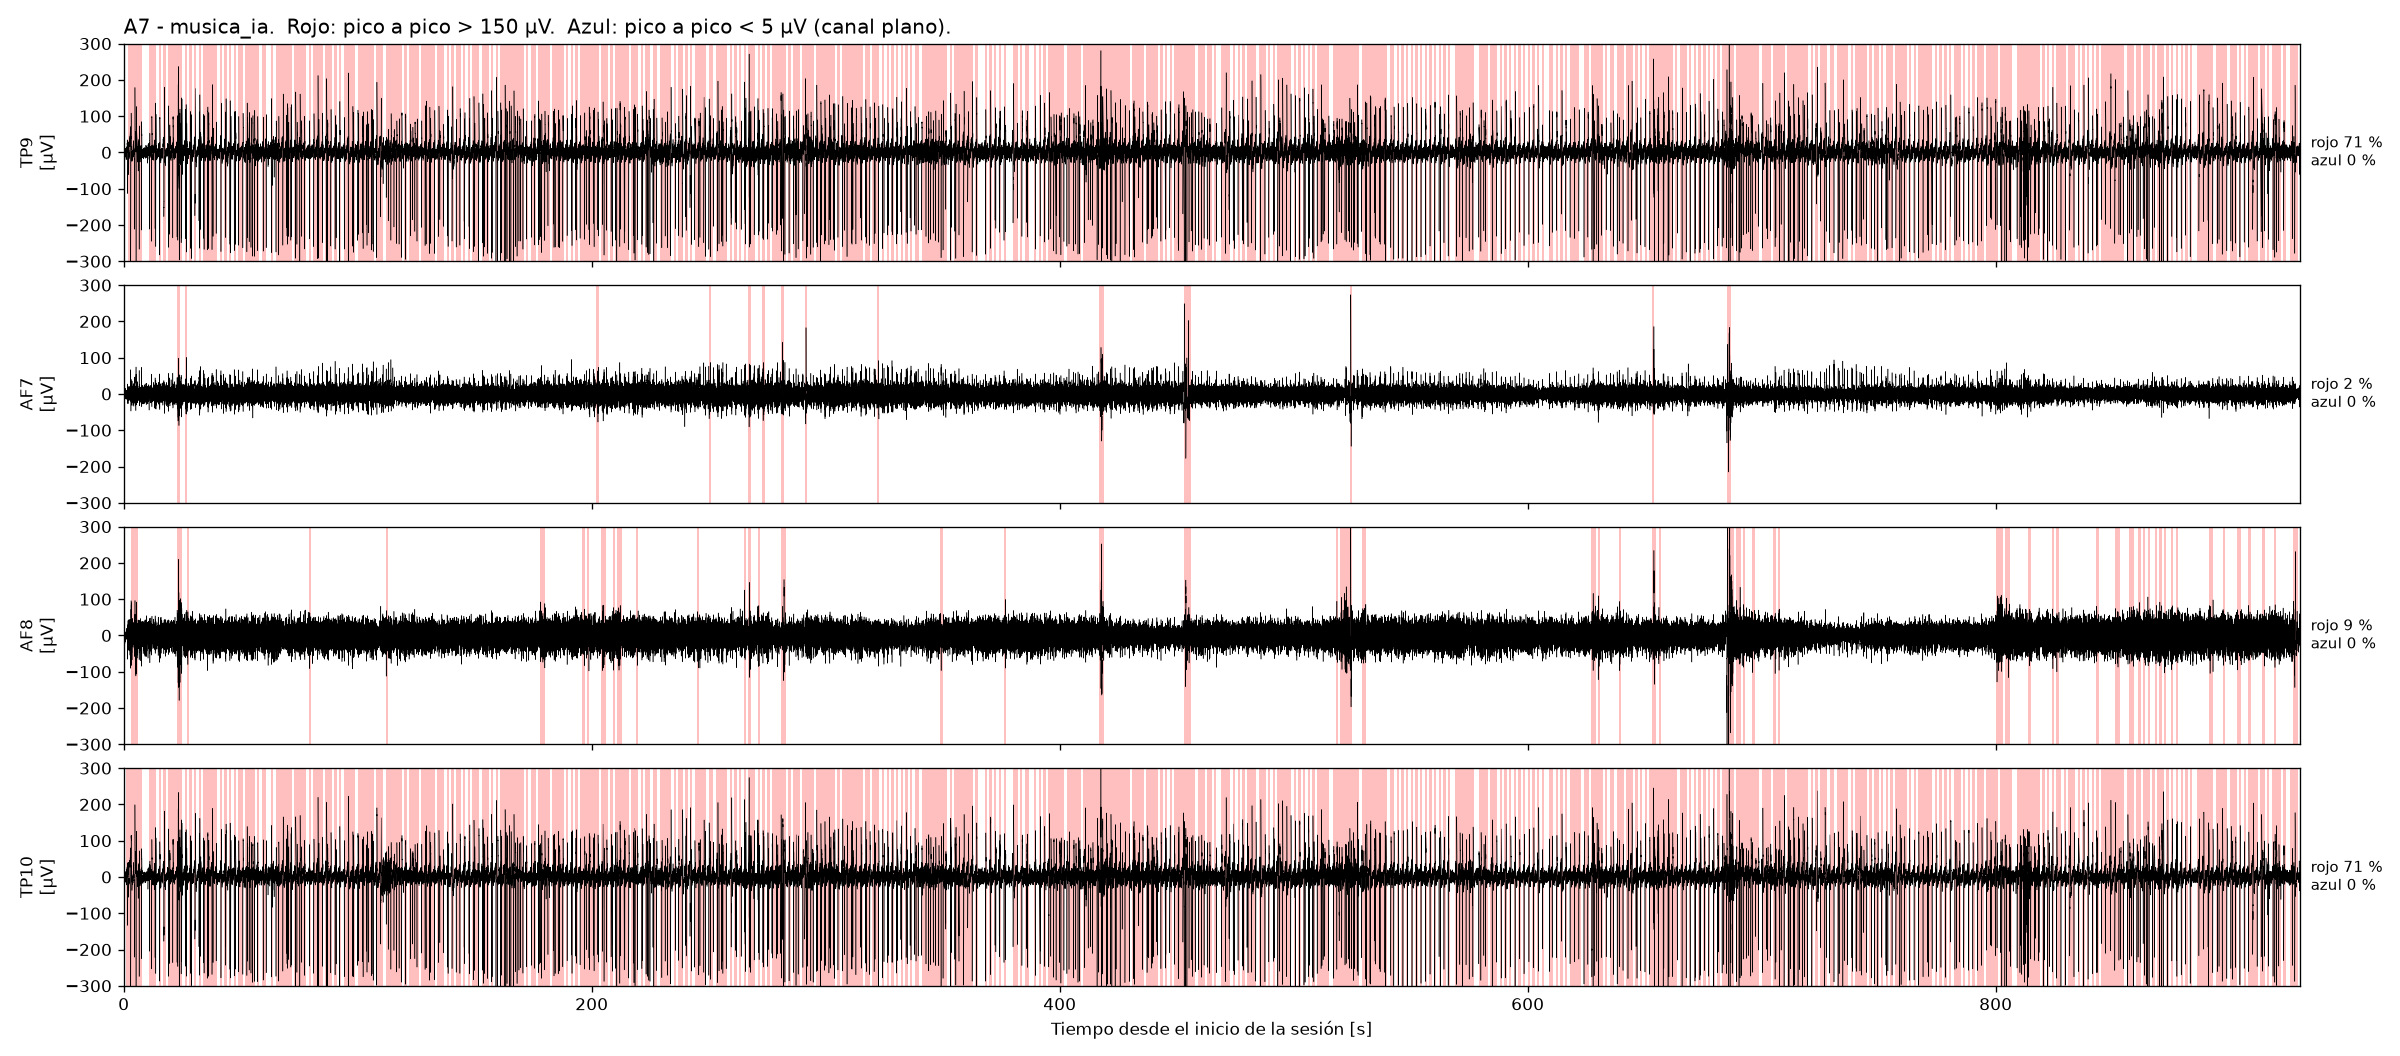 A7 - musica_ia.  Rojo: pico a pico > 150 µV.  Azul: pico a pico < 5 µV (canal plano).
300
200
100
0
−100
−200
−300
TP9
[µV]
rojo 71 %
azul 0 %
300
200
100
0
−100
−200
−300
AF7
[µV]
rojo 2 %
azul 0 %
300
200
100
0
−100
−200
−300
AF8
[µV]
rojo 9 %
azul 0 %
300
200
100
0
−100
−200
−300
TP10
[µV]
rojo 71 %
azul 0 %
0 200 400 600 800
Tiempo desde el inicio de la sesión [s]